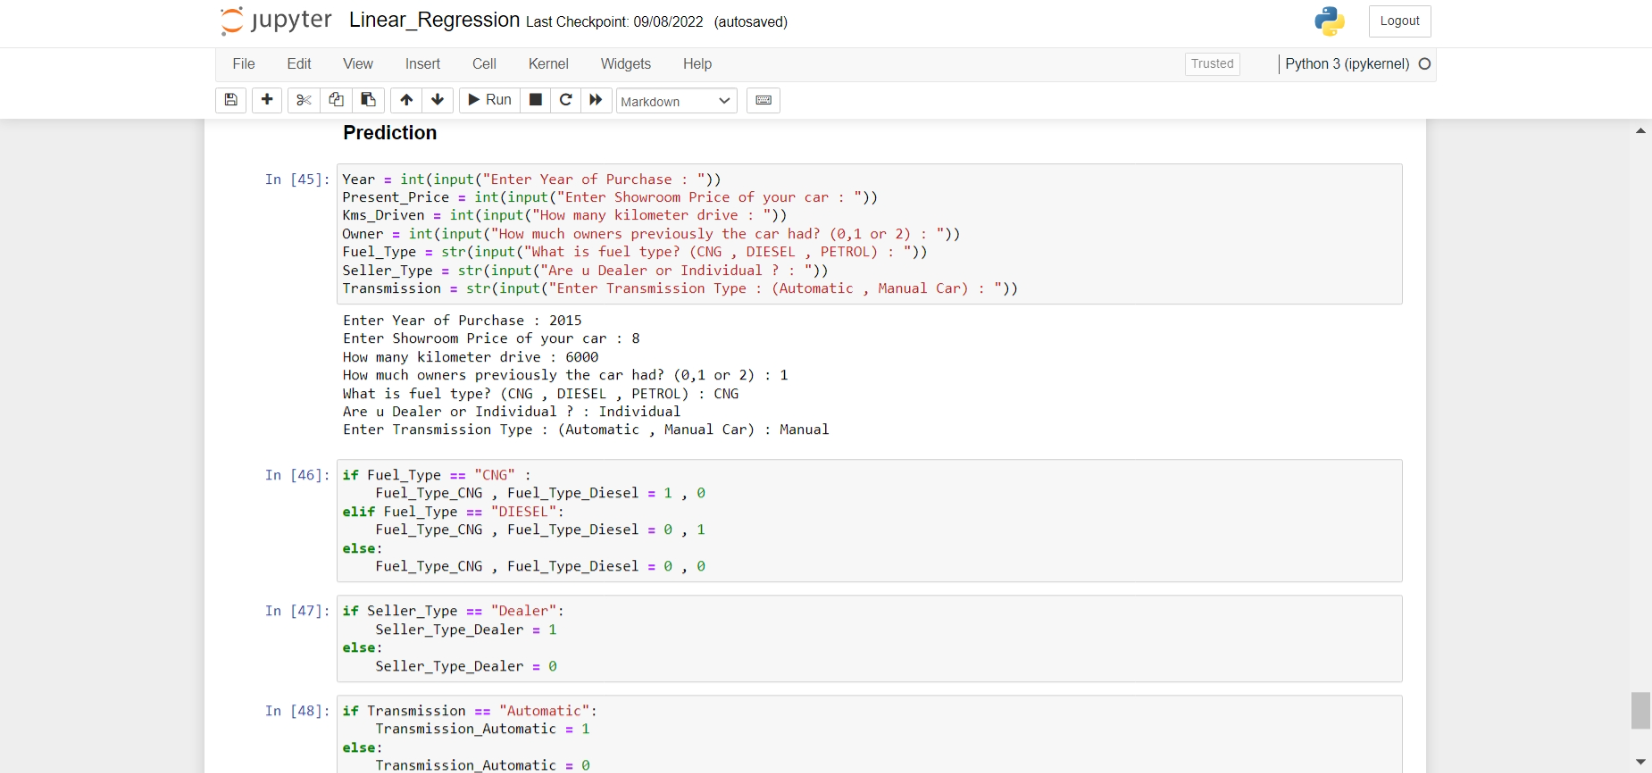 jupyter Linear_Regression Last Checkpoint: 09/08/2022 (autosaved) Logout
File Edit View Insert Cell Kernel Widgets Help Trusted Python 3 (ipykernel)
Run Markdown
Prediction
In [45]: Year = int(input("Enter Year of Purchase : "))
Present_Price = int(input("Enter Showroom Price of your car : "))
Kms_Driven = int(input("How many kilometer drive : "))
Owner = int(input("How much owners previously the car had? (0,1 or 2) : "))
Fuel_Type = str(input("What is fuel type? (CNG , DIESEL , PETROL) : "))
Seller_Type = str(input("Are u Dealer or Individual ? : "))
Transmission = str(input("Enter Transmission Type : (Automatic , Manual Car) : "))
Enter Year of Purchase : 2015
Enter Showroom Price of your car : 8
How many kilometer drive : 6000
How much owners previously the car had? (0,1 or 2) : 1
What is fuel type? (CNG , DIESEL , PETROL) : CNG
Are u Dealer or Individual ? : Individual
Enter Transmission Type : (Automatic , Manual Car) : Manual
In [46]: if Fuel_Type == "CNG" :
    Fuel_Type_CNG , Fuel_Type_Diesel = 1 , 0
elif Fuel_Type == "DIESEL":
    Fuel_Type_CNG , Fuel_Type_Diesel = 0 , 1
else:
    Fuel_Type_CNG , Fuel_Type_Diesel = 0 , 0
In [47]: if Seller_Type == "Dealer":
    Seller_Type_Dealer = 1
else:
    Seller_Type_Dealer = 0
In [48]: if Transmission == "Automatic":
    Transmission_Automatic = 1
else:
    Transmission_Automatic = 0